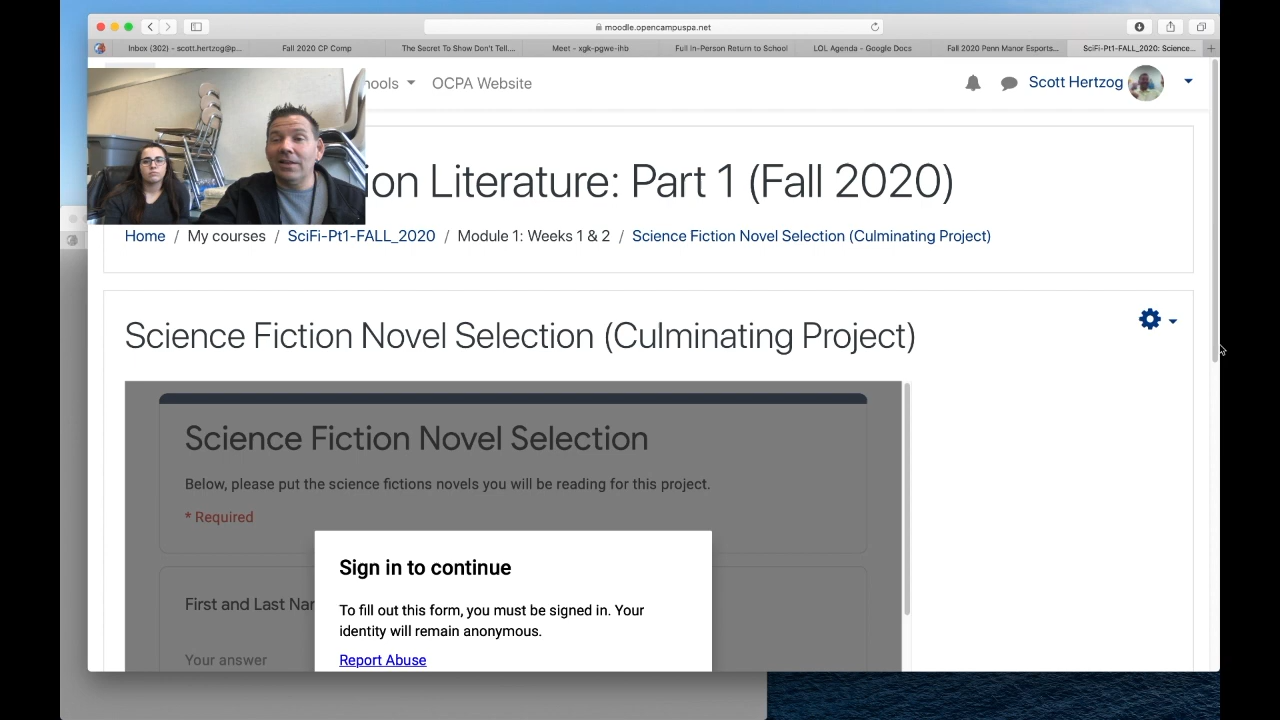 moodle.opencampuspa.net
Inbox (302) - scott.hertzog@p...
Fall 2020 CP Comp
The Secret To Show Don't Tell....
Meet - xgk-pgwe-ihb
Full In-Person Return to School
LOL Agenda - Google Docs
Fall 2020 Penn Manor Esports...
SciFi-Pt1-FALL_2020: Science...
hools
OCPA Website
Scott Hertzog
ion Literature: Part 1 (Fall 2020)
Home / My courses / SciFi-Pt1-FALL_2020 / Module 1: Weeks 1 & 2 / Science Fiction Novel Selection (Culminating Project)
Science Fiction Novel Selection (Culminating Project)
Science Fiction Novel Selection
Below, please put the science fictions novels you will be reading for this project.
* Required
Sign in to continue
First and Last Nar
To fill out this form, you must be signed in. Your
identity will remain anonymous.
Your answer
Report Abuse